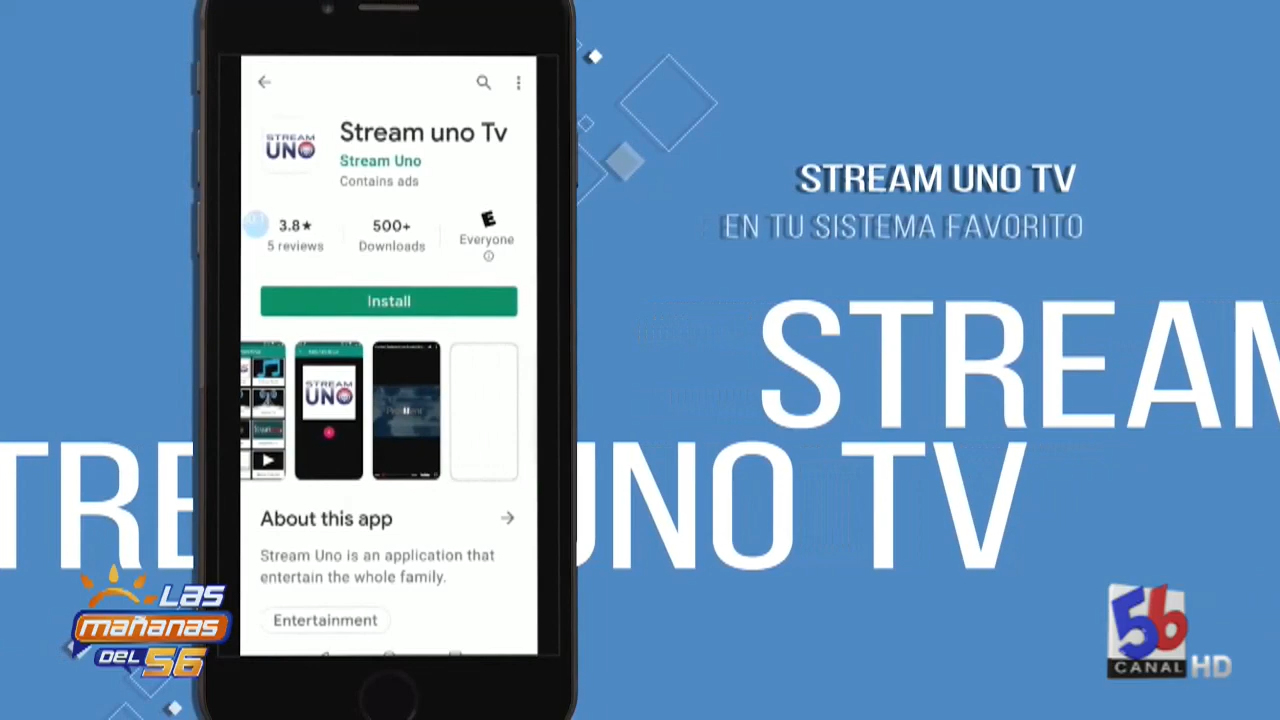 Stream uno Tv
STREAM UNO
Stream Uno
Contains ads
3.8★
5 reviews
500+
Downloads
E
Everyone
Install
STREAM UNO
About this app
Stream Uno is an application that
entertain the whole family.
Entertainment
STREAM UNO TV
EN TU SISTEMA FAVORITO
STREAM
TRE
UNO TV
Las
mañanas
DEL 56
56
CANAL HD